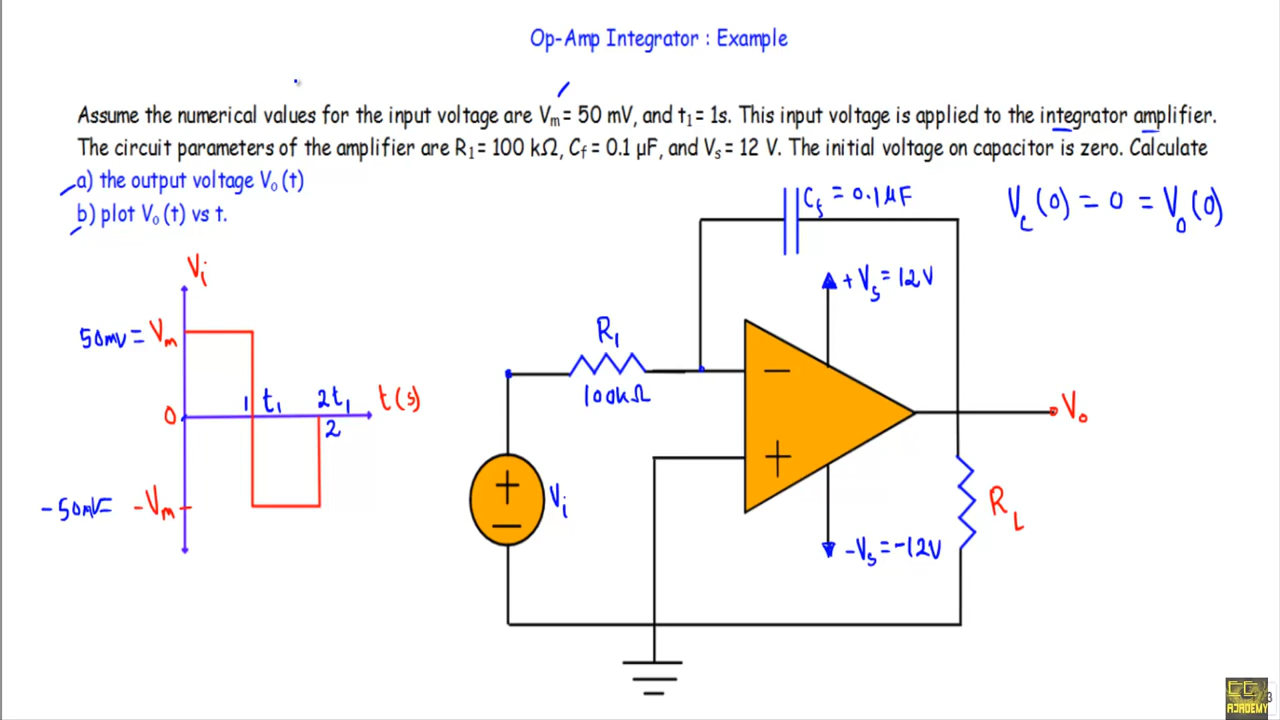 Op-Amp Integrator : Example
Assume the numerical values for the input voltage are Vm = 50 mV, and t1 = 1s. This input voltage is applied to the integrator amplifier.
The circuit parameters of the amplifier are R1 = 100 kΩ, Cf = 0.1 µF, and Vs = 12 V. The initial voltage on capacitor is zero. Calculate
a) the output voltage Vo (t)
b) plot Vo (t) vs t.
Cf = 0.1µF
Vc(0) = 0 = Vo(0)
Vi
+Vs = 12V
50mV = Vm
R1
100kΩ
1 t1 2t1 t(s)
0
2
Vo
-50mV = -Vm
Vi
RL
-Vs = -12V
− +
+ −
EC
ACADEMY